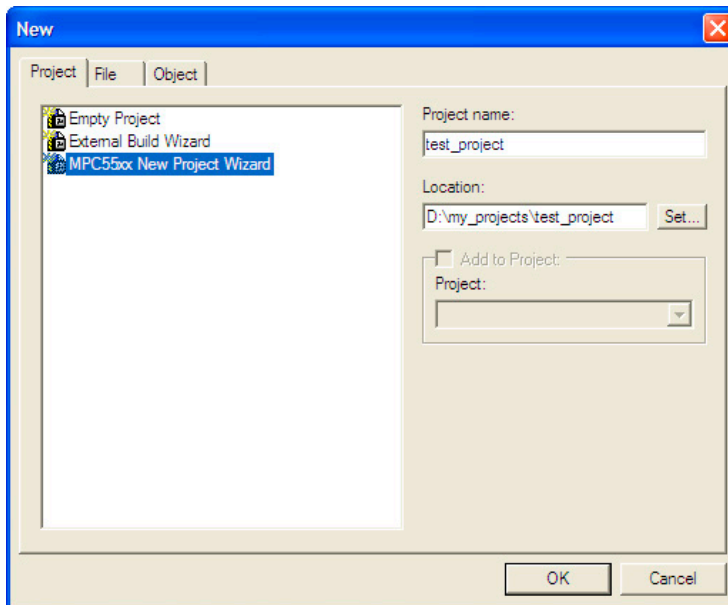 New
Project
File
Object
Empty Project
External Build Wizard
MPC55xx New Project Wizard
Project name:
test_project
Location:
D:\my_projects\test_project
Set...
Add to Project:
Project:
OK
Cancel